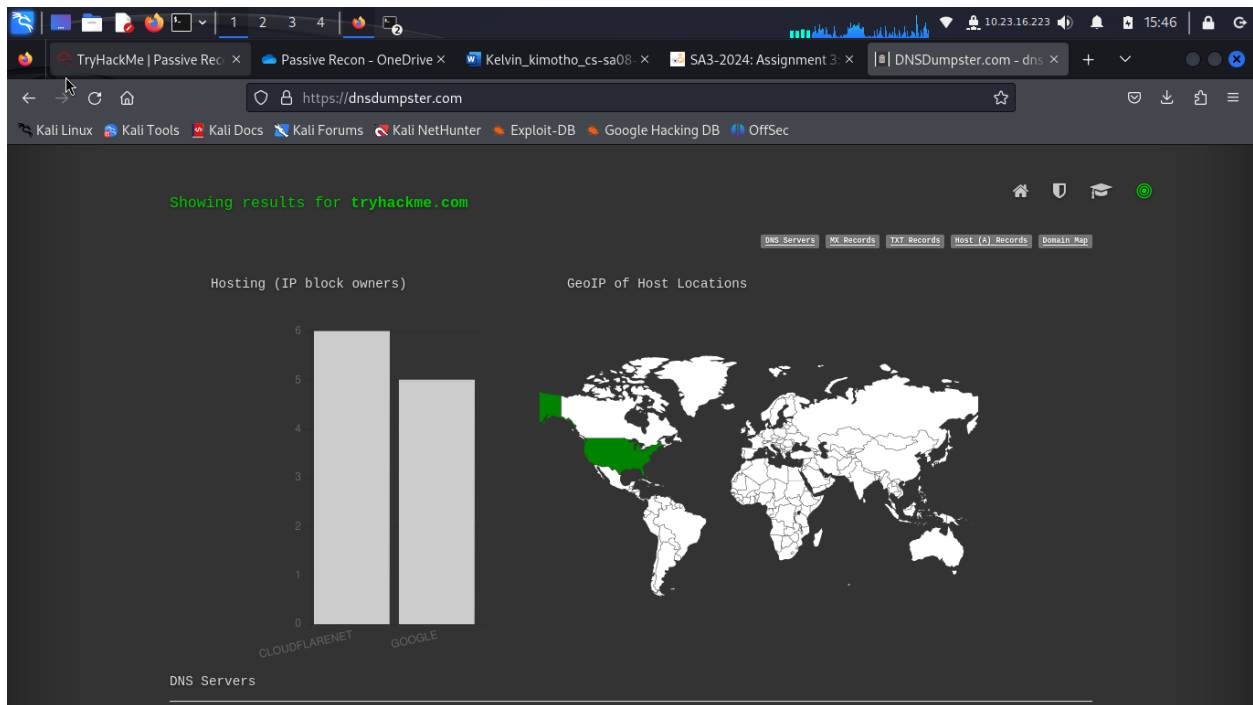 1 2 3 4 2 10.23.16.223 15:46
TryHackMe | Passive Rec × Passive Recon - OneDrive × Kelvin_kimotho_cs-sa08- × SA3-2024: Assignment 3: × DNSDumpster.com - dns × +
https://dnsdumpster.com
Kali Linux Kali Tools Kali Docs Kali Forums Kali NetHunter Exploit-DB Google Hacking DB OffSec
Showing results for tryhackme.com
DNS Servers MX Records TXT Records Host (A) Records Domain Map
Hosting (IP block owners) GeoIP of Host Locations
6
5
4
3
2
1
0
CLOUDFLARENET GOOGLE
DNS Servers